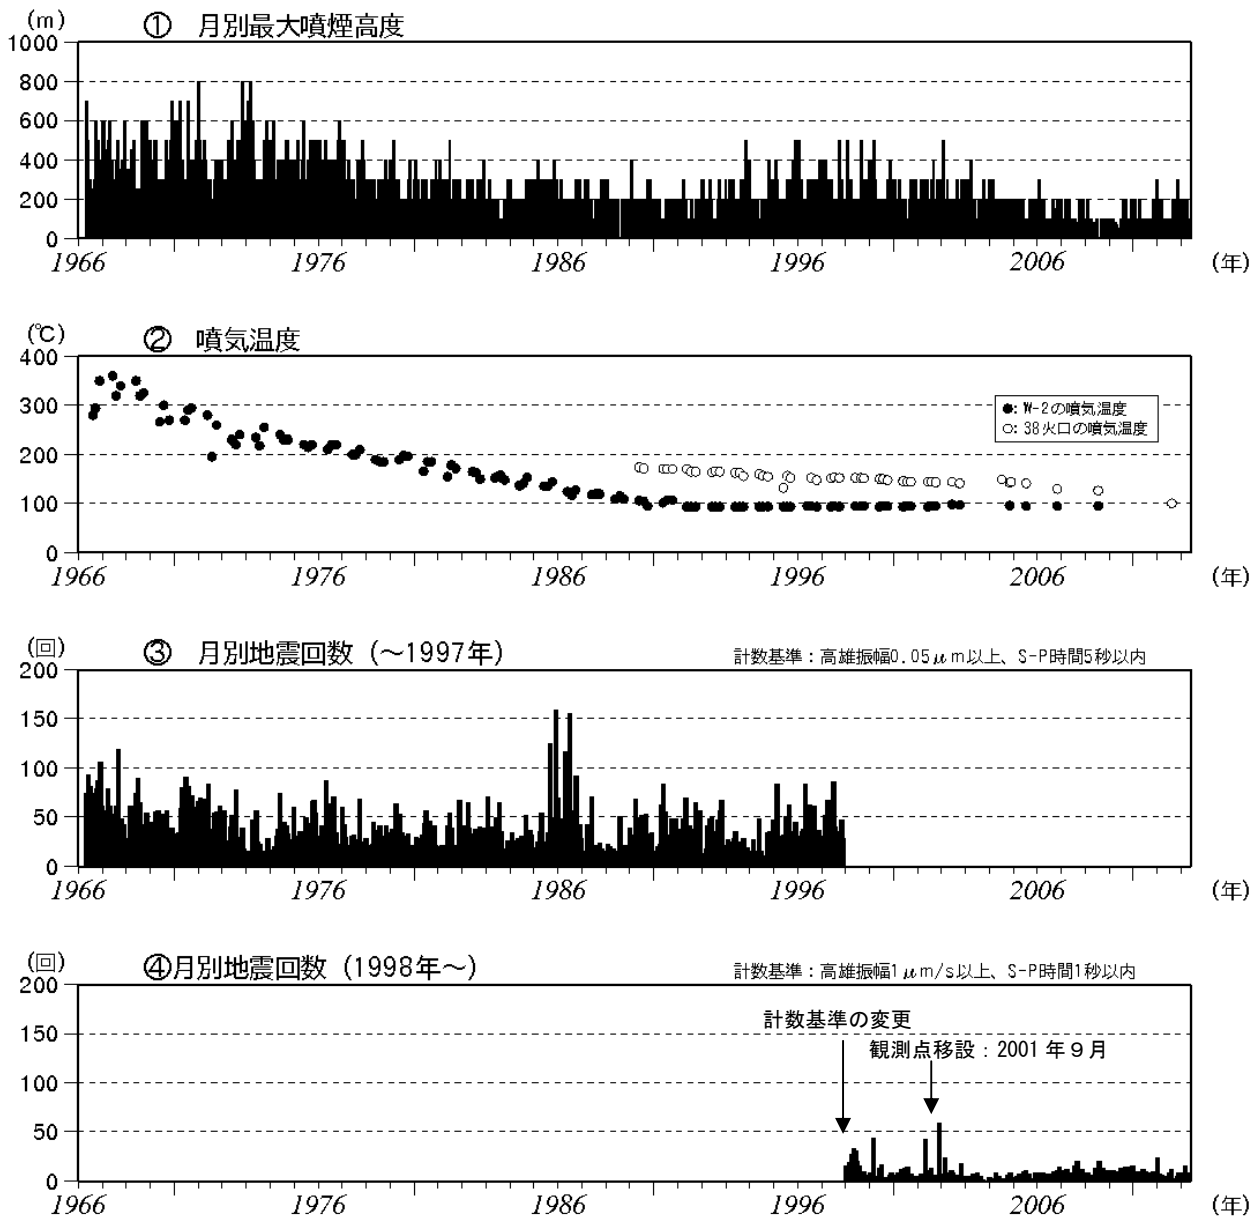 (m)
① 月別最大噴煙高度
1000
800
600
400
200
0
1966 1976 1986 1996 2006 (年)
(℃)
② 噴気温度
400
300
200
100
0
●: W-2の噴気温度
○: 38火口の噴気温度
1966 1976 1986 1996 2006 (年)
(回)
③ 月別地震回数（～1997年）
計数基準：高雄振幅0.05μm以上、S-P時間5秒以内
200
150
100
50
0
1966 1976 1986 1996 2006 (年)
(回)
④月別地震回数（1998年～）
計数基準：高雄振幅1μm/s以上、S-P時間1秒以内
200
150
100
50
0
計数基準の変更
観測点移設：2001年９月
1966 1976 1986 1996 2006 (年)